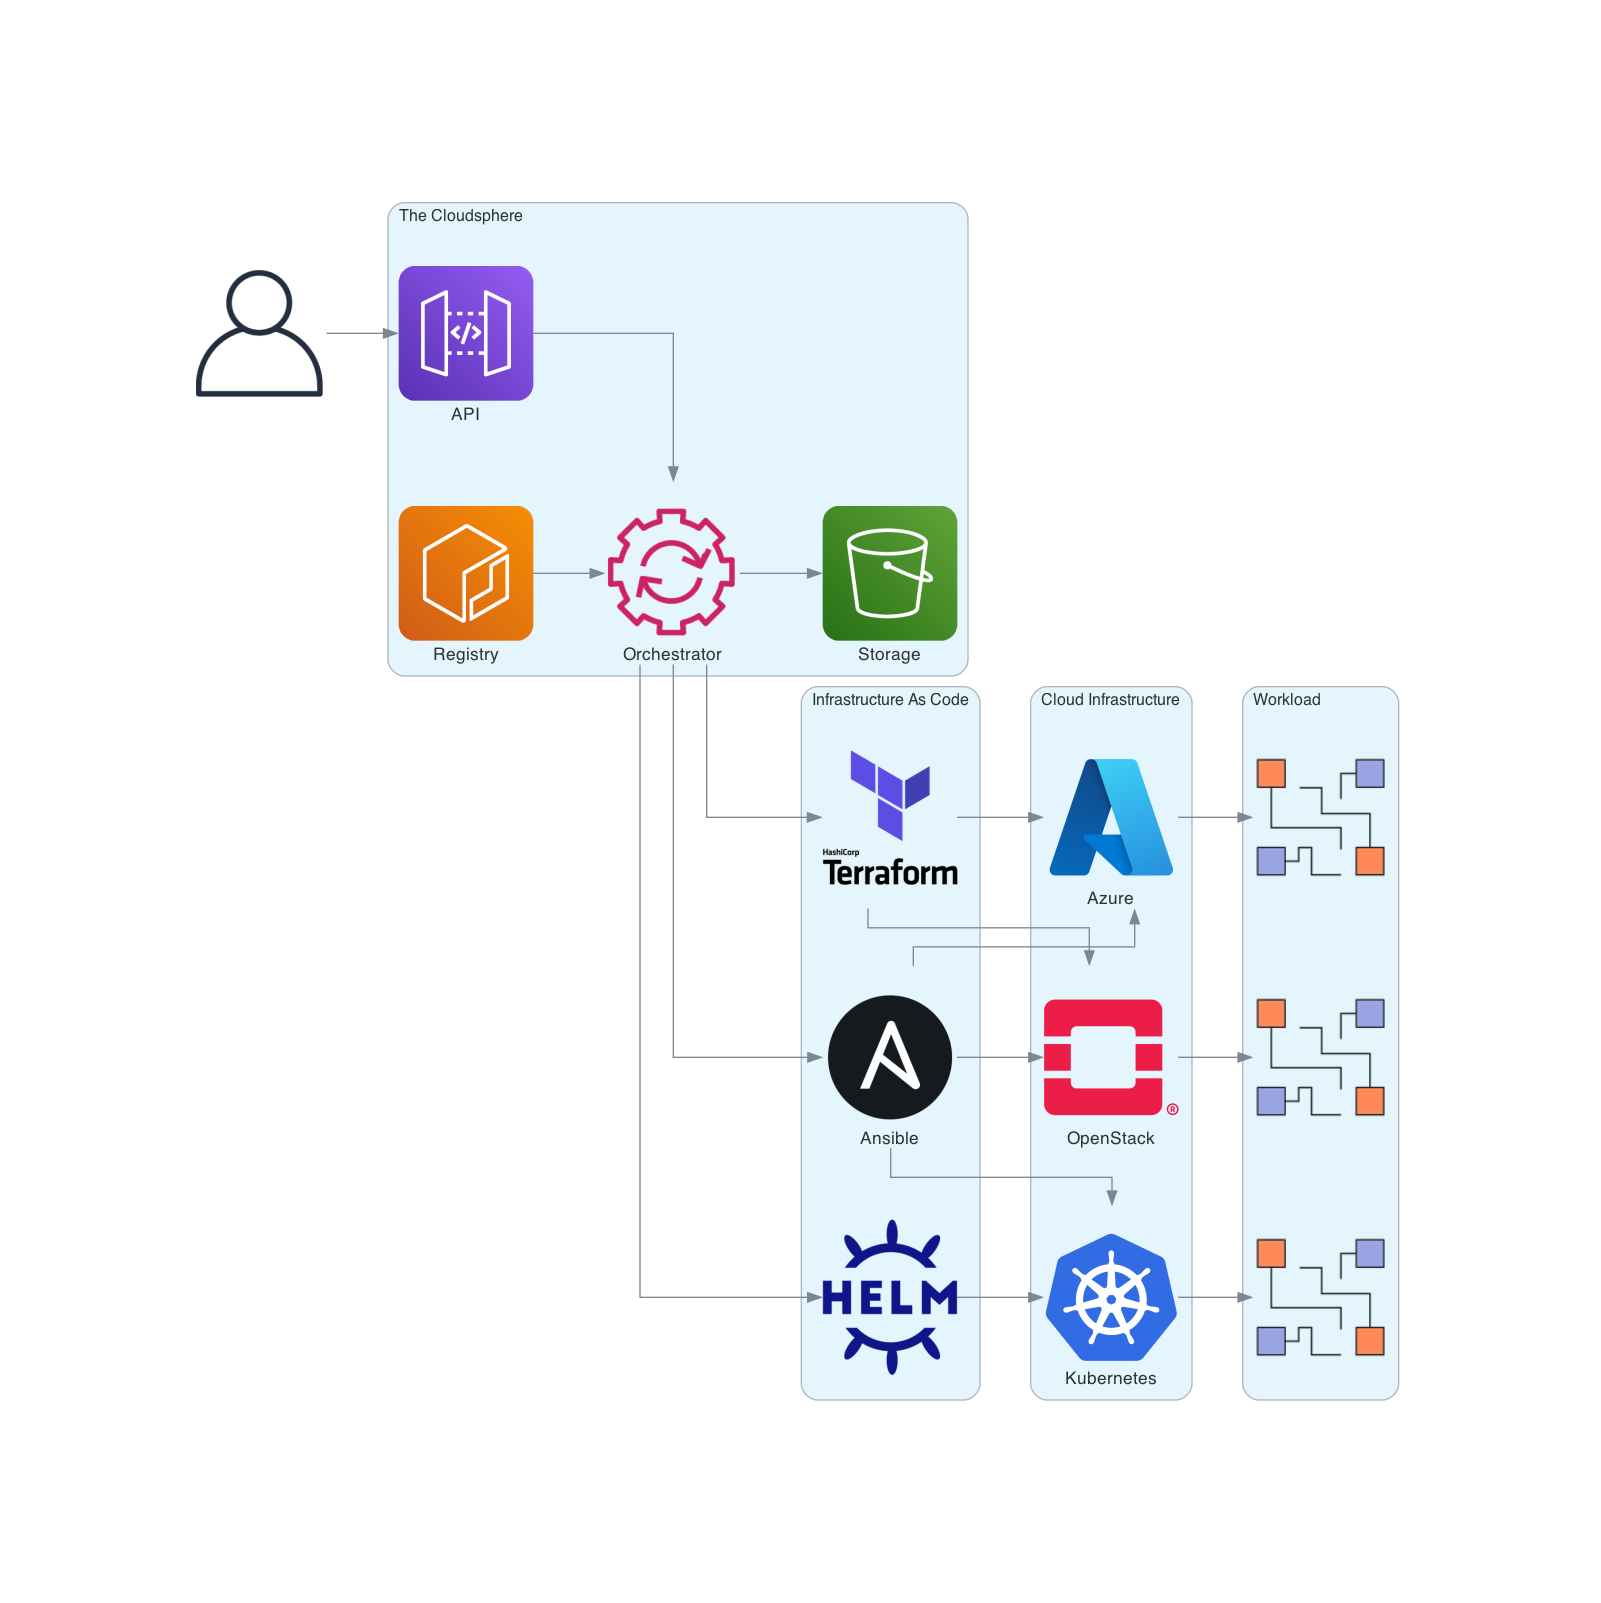 The Cloudsphere
</>
API
Registry
Orchestrator
Storage
Infrastructure As Code
Cloud Infrastructure
Workload
HashiCorp
Terraform
Azure
Ansible
OpenStack
®
HELM
Kubernetes